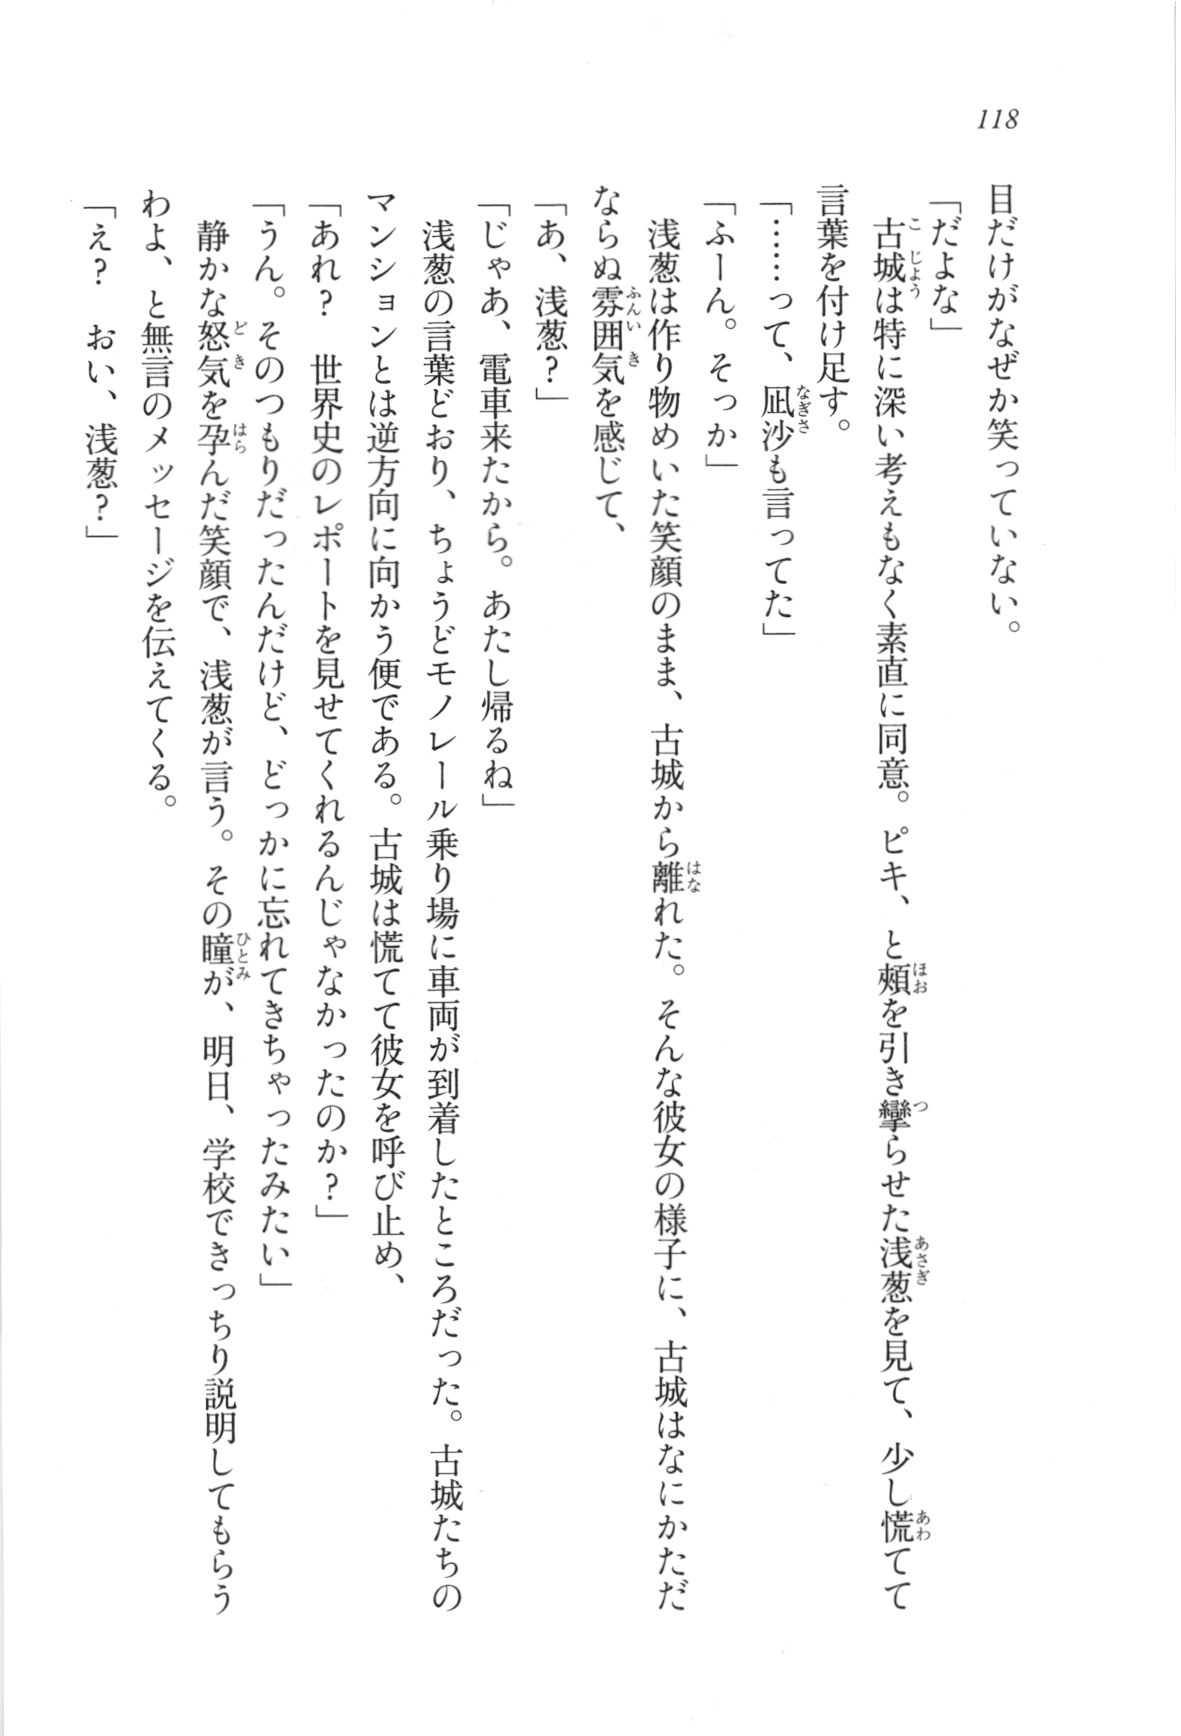 118
目だけがなぜか笑っていない。
「だよな」
　古城は特に深い考えもなく素直に同意。ピキ、と頰を引き攣らせた浅葱を見て、少し慌てて
言葉を付け足す。
「……って、凪沙も言ってた」
「ふーん。そっか」
　浅葱は作り物めいた笑顔のまま、古城から離れた。そんな彼女の様子に、古城はなにかただ
ならぬ雰囲気を感じて、
「あ、浅葱？」
「じゃあ、電車来たから。あたし帰るね」
　浅葱の言葉どおり、ちょうどモノレール乗り場に車両が到着したところだった。古城たちの
マンションとは逆方向に向かう便である。古城は慌てて彼女を呼び止め、
「あれ？　世界史のレポートを見せてくれるんじゃなかったのか？」
「うん。そのつもりだったんだけど、どっかに忘れてきちゃったみたい」
　静かな怒気を孕んだ笑顔で、浅葱が言う。その瞳が、明日、学校できっちり説明してもらう
わよ、と無言のメッセージを伝えてくる。
「え？　おい、浅葱？」